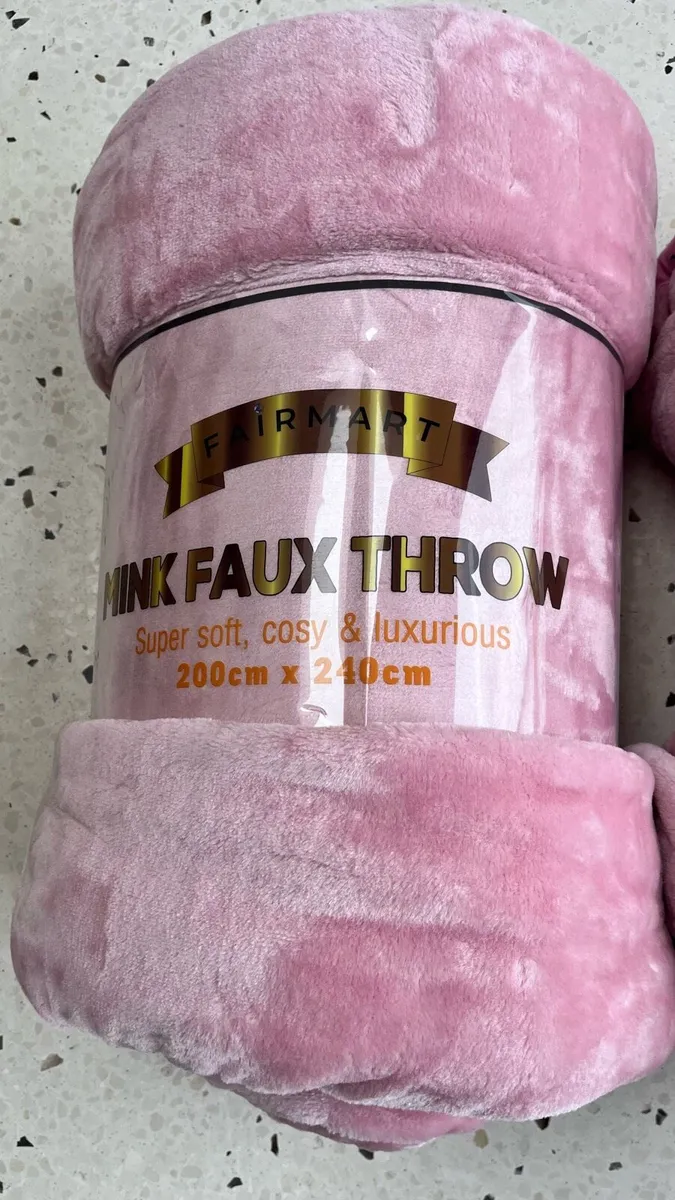 FAIRMART
MINK FAUX THROW
Super soft, cosy & luxurious
200cm x 240cm